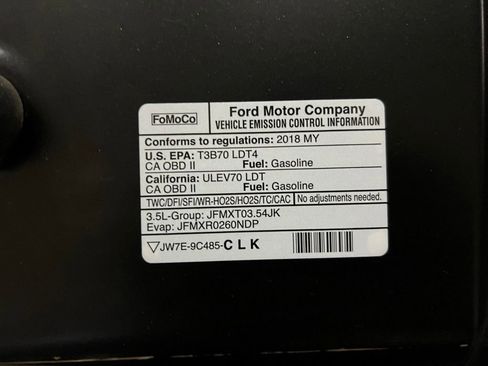 FoMoCo
Ford Motor Company
VEHICLE EMISSION CONTROL INFORMATION
Conforms to regulations: 2018 MY
U.S. EPA: T3B70 LDT4
CA OBD II Fuel: Gasoline
California: ULEV70 LDT
CA OBD II Fuel: Gasoline
TWC/DFI/SFI/WR-HO2S/HO2S/TC/CAC No adjustments needed.
3.5L-Group: JFMXT03.54JK
Evap: JFMXR0260NDP
JW7E-9C485-CLK